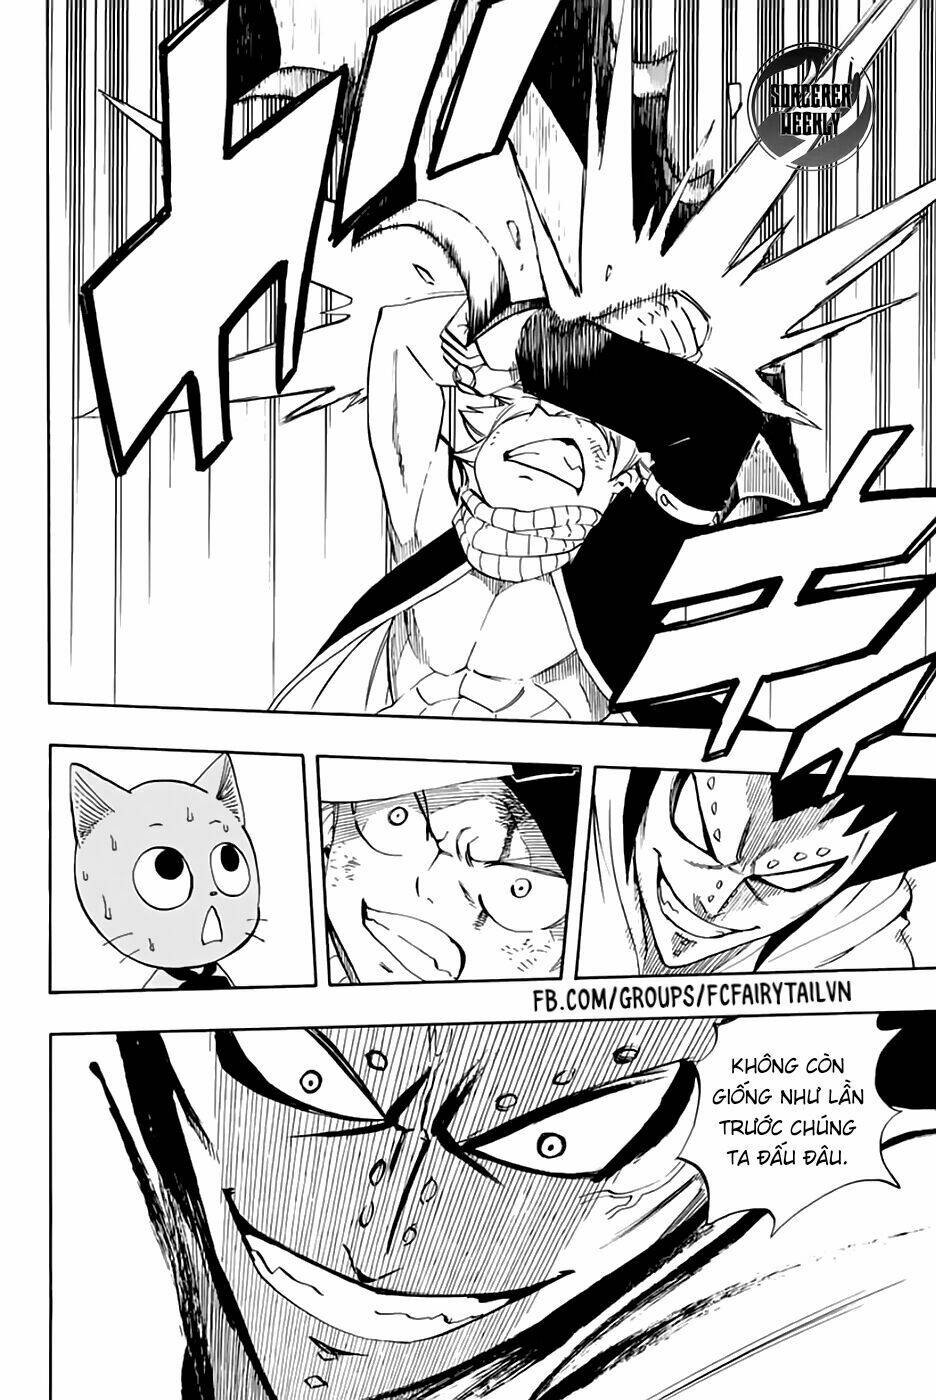 SORCERER
WEEKLY
FB.COM/GROUPS/FCFAIRYTAILVN
KHÔNG CÒN
GIỐNG NHƯ LẦN
TRƯỚC CHÚNG
TA ĐẤU ĐÂU.